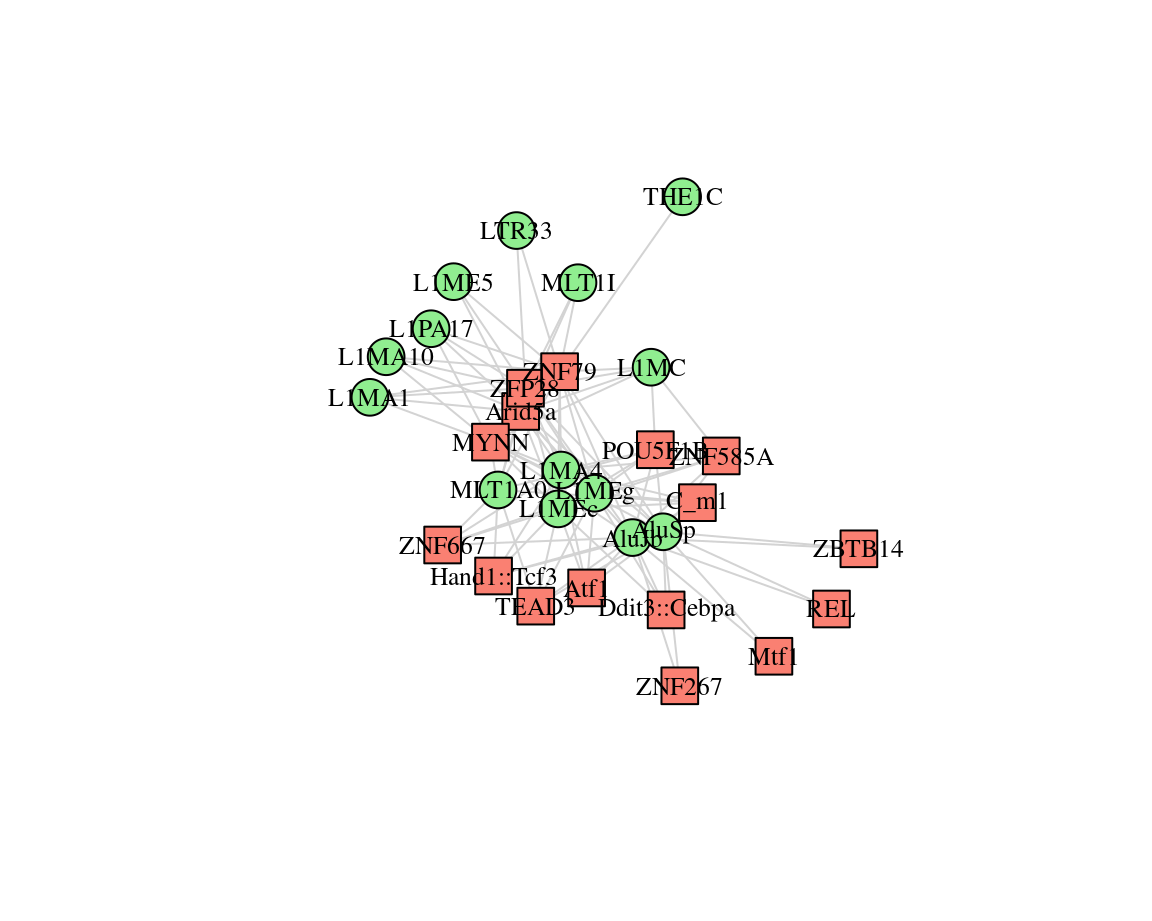 THE1C
LTR33
L1ME5
MLT1I
L1PA17
L1MA10
ZNF79
L1MC
ZFP28
L1MA1
Arid5a
MYNN
POU5F1B
ZNF585A
L1MA4
MLT1A0
L1MEg
C_m1
L1MEc
AluSp
AluJb
ZNF667
ZBTB14
Hand1::Tcf3
Atf1
TEAD3
Ddit3::Cebpa
REL
Mtf1
ZNF267